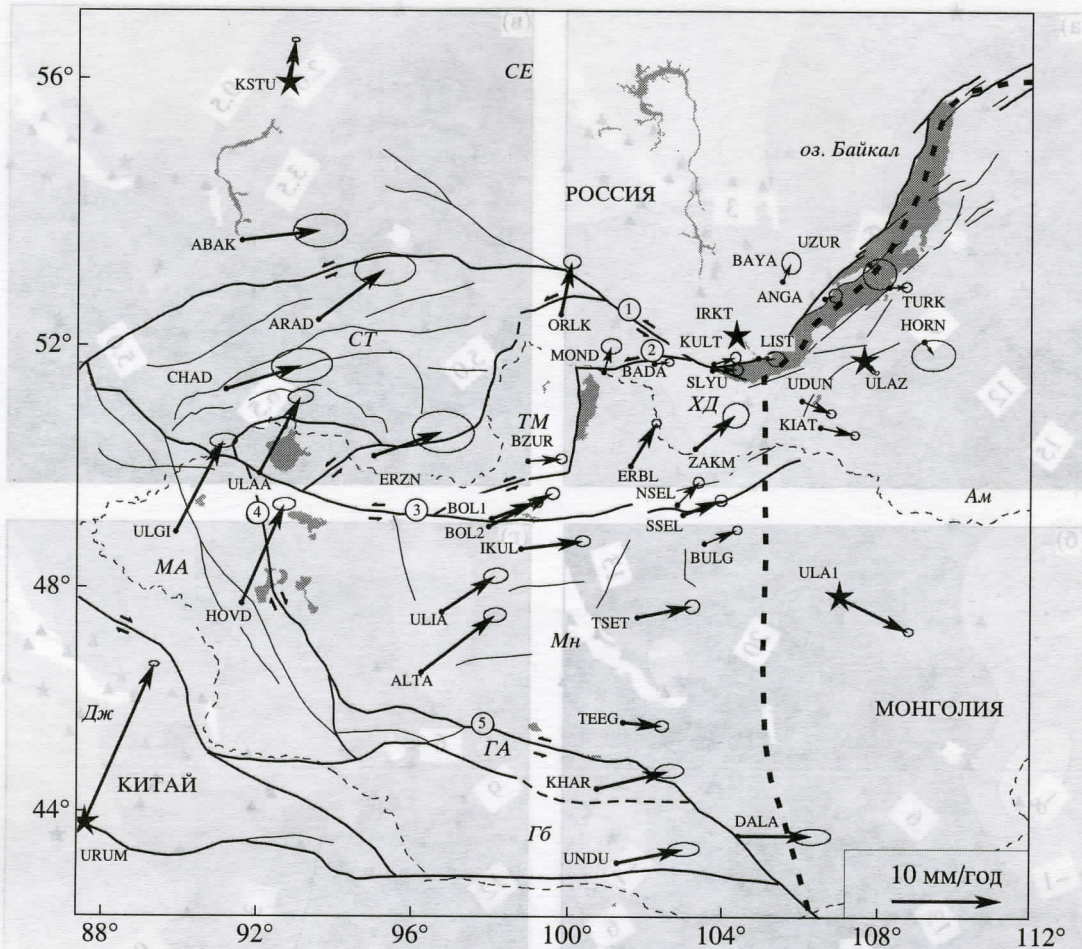 56°
KSTU
СЕ
оз. Байкал
РОССИЯ
ABAK
UZUR
BAYA
ANGA
TURK
ARAD
ORLK
1
IRKT
HORN
52°
СТ
MOND
2
BADA
KULT
LIST
SLYU
ULAZ
CHAD
ХД
UDUN
KIAT
ТМ
BZUR
ERBL
ZAKM
ULAA
ERZN
NSEL
Ам
4
3
BOL1
SSEL
BOL2
ULGI
IKUL
BULG
МА
ULA1
48°
HOVD
ULIA
TSET
Мн
ALTA
Дж
5
TEEG
МОНГОЛИЯ
ГА
КИТАЙ
KHAR
44°
Гб
DALA
URUM
UNDU
10 мм/год
88°
92°
96°
100°
104°
108°
112°